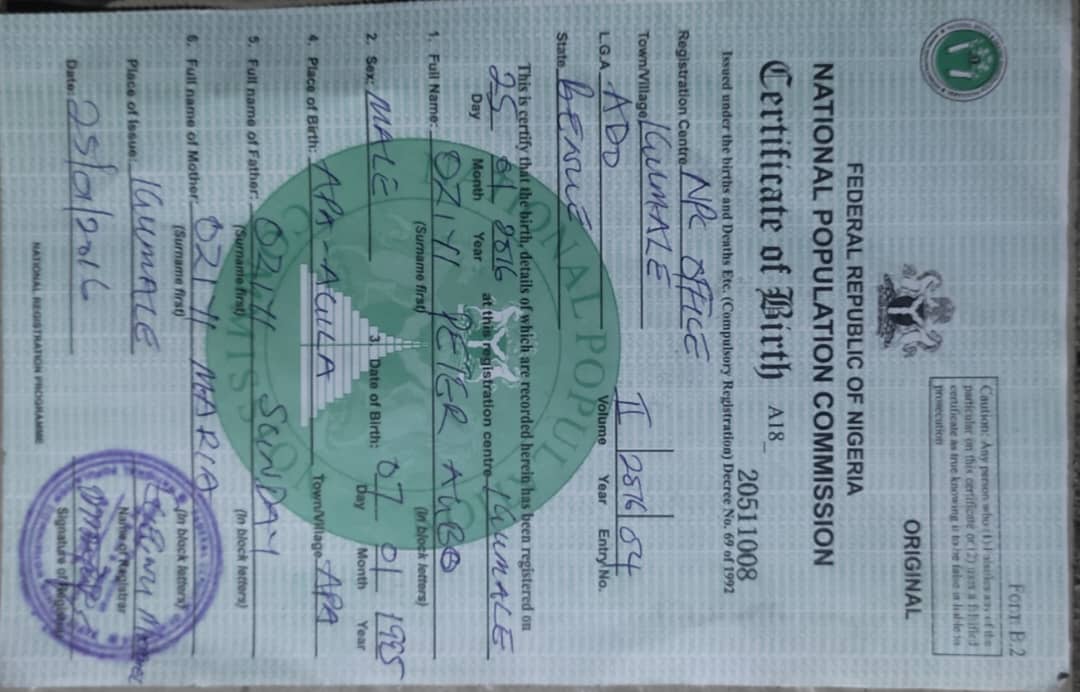 Form B.2
Caution: Any person who (1) Falsifies any of the
particular on this certificate or (2) uses a falsified
certificate as true knowing it to be false is liable to
prosecution
ORIGINAL
FEDERAL REPUBLIC OF NIGERIA
NATIONAL POPULATION COMMISSION
Certificate of Birth A18_
20511008
Issued under the births and Deaths Etc. (Compulsory Registration) Decree No. 69 of 1992
Registration Centre NPC OFFICE
Town/Village IGUMALE
II 2016 04
L.G.A. ADO
Volume Year Entry No.
State BENUE
This is certify that the birth, details of which are recorded herein has been registered on
25 01 2016 at this registration centre IGUMALE
Day Month Year
1. Full Name: OZIYI PETER AGBO
(Surname first) (In block letters)
2. Sex: MALE 3. Date of Birth: 07 01 1995
Day Month Year
4. Place of Birth: APA-AGILA Town/Village APA
5. Full name of Father: OZIYI SUNDAY
(Surname first) (In block letters)
6. Full name of Mother: OZIYI MARIA
(Surname first) (In block letters)
Place of Issue: IGUMALE
Name of Registrar
Date: 25/01/2016
Signature of Registrar
NATIONAL REGISTRATION PROGRAMME
NATIONAL POPULATION COMMISSION